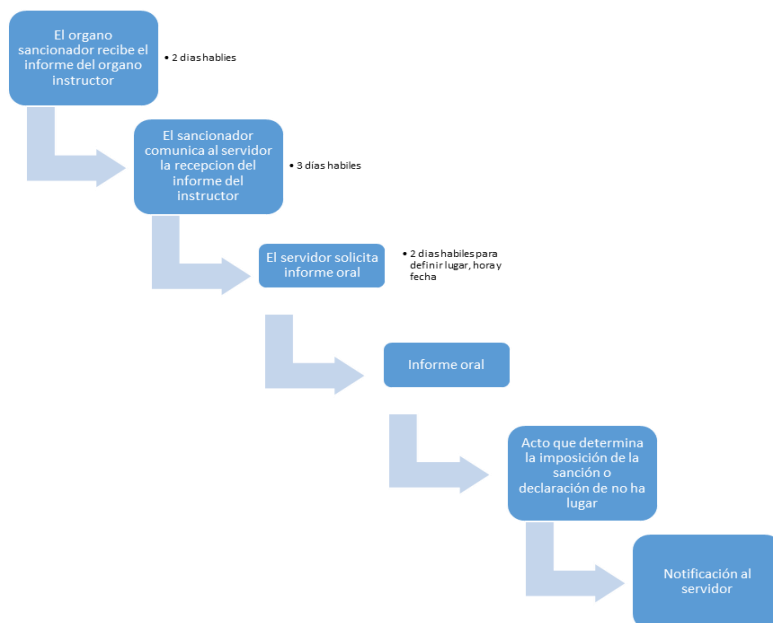 El organo
sancionador recibe el
informe del organo
instructor
• 2 dias hablies
El sancionador
comunica al servidor
la recepcion del
informe del
instructor
• 3 días habiles
El servidor solicita
informe oral
• 2 dias habiles para
definir lugar, hora y
fecha
Informe oral
Acto que determina
la imposición de la
sanción o
declaración de no ha
lugar
Notificación al
servidor